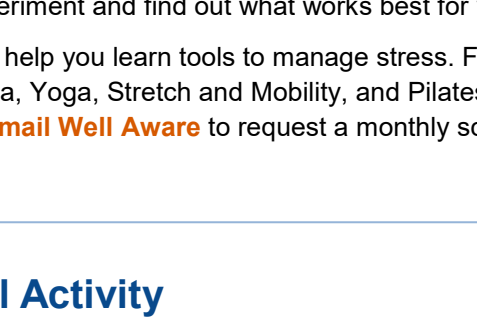 eriment and find out what works best for
help you learn tools to manage stress. F
a, Yoga, Stretch and Mobility, and Pilates
mail Well Aware to request a monthly sc
l Activity